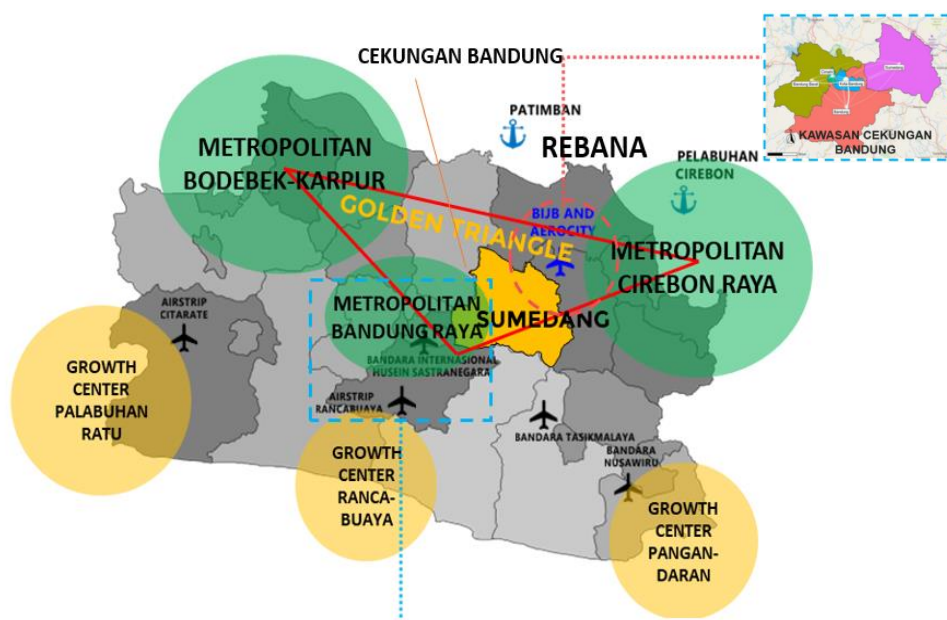 CEKUNGAN BANDUNG
PATIMBAN
REBANA
PELABUHAN
CIREBON
KAWASAN CEKUNGAN
BANDUNG
METROPOLITAN
BODEBEK-KARPUR
GOLDEN TRIANGLE
BIJB AND
AEROCITY
METROPOLITAN
CIREBON RAYA
METROPOLITAN
BANDUNG RAYA
SUMEDANG
AIRSTRIP
CITARATE
BANDARA INTERNASIONAL
HUSEIN SASTRANEGARA
GROWTH
CENTER
PALABUHAN
RATU
AIRSTRIP
RANCABUAYA
GROWTH
CENTER
RANCA-
BUAYA
BANDARA TASIKMALAYA
BANDARA
NUSAWIRU
GROWTH
CENTER
PANGAN-
DARAN